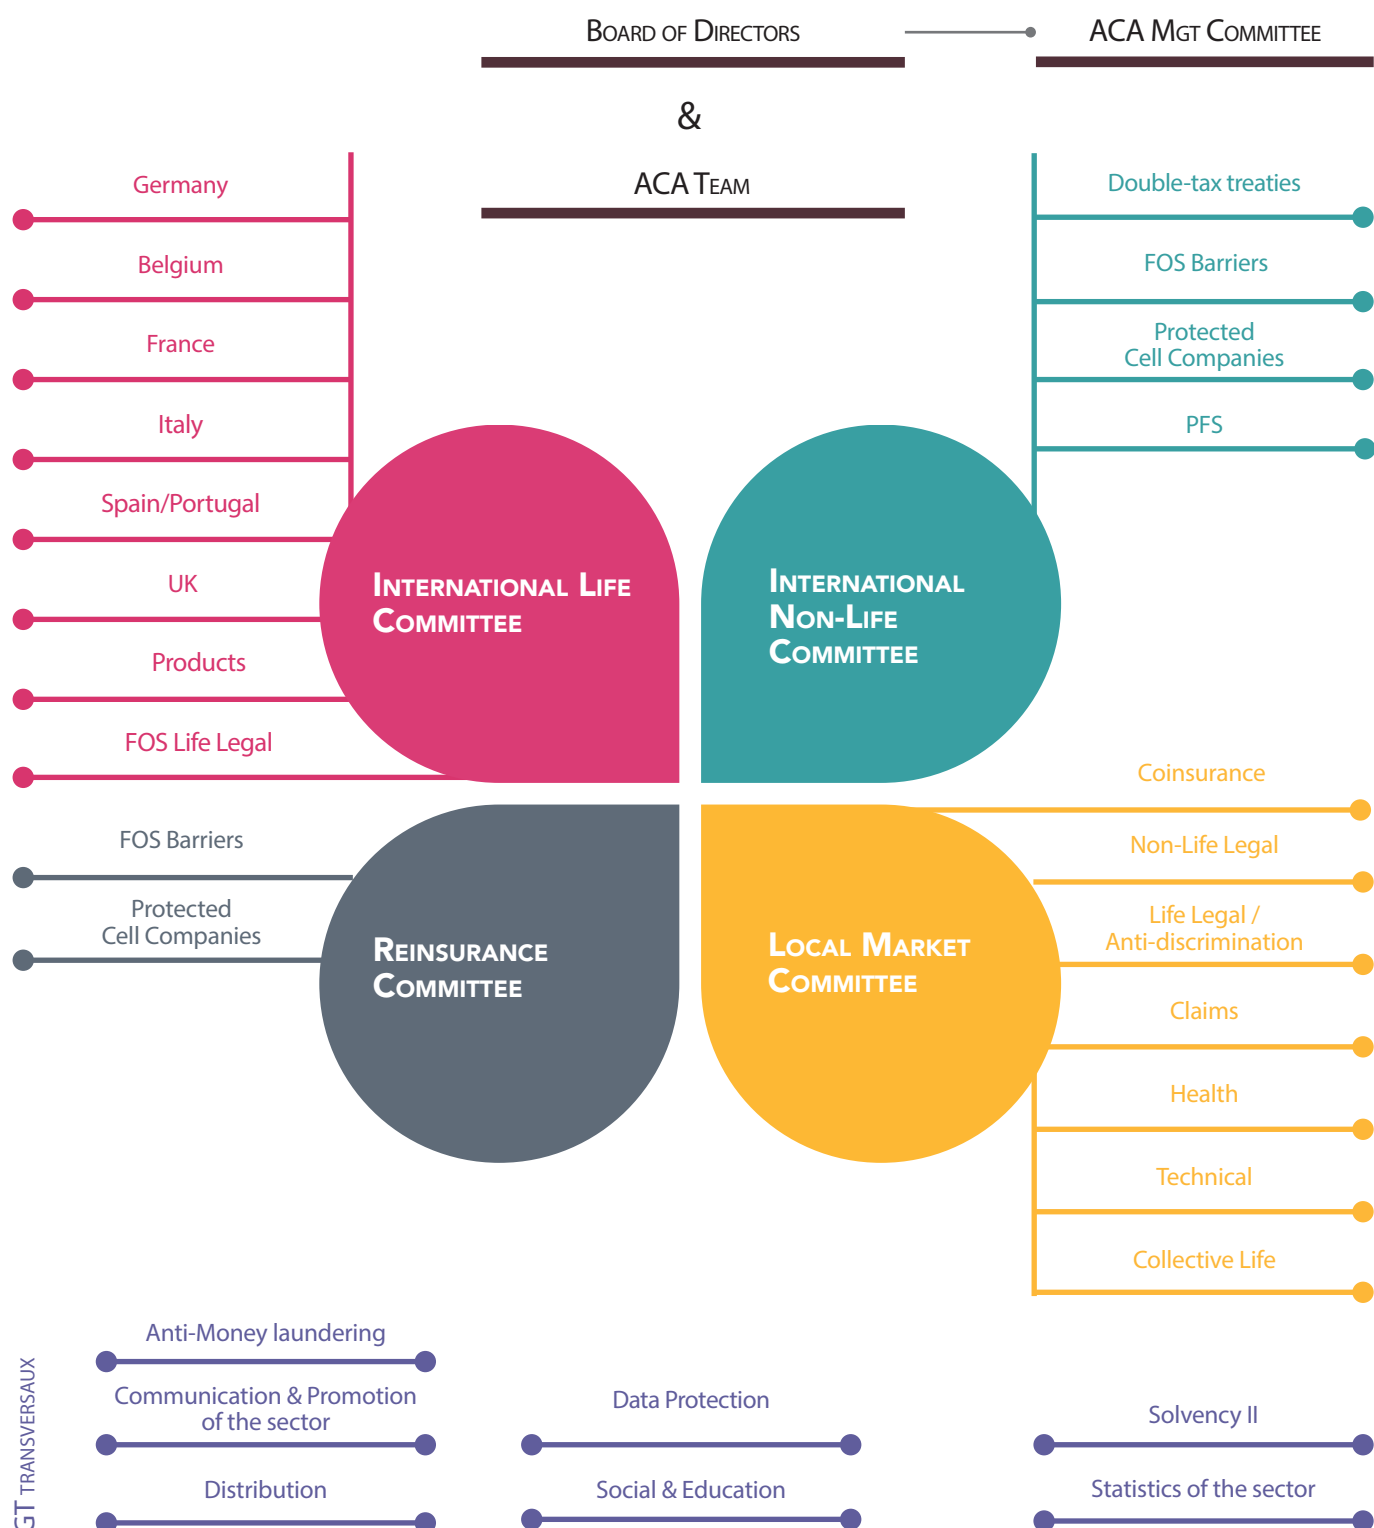 BOARD OF DIRECTORS
ACA MGT COMMITTEE
&
ACA TEAM
Germany
Belgium
France
Italy
Spain/Portugal
UK
Products
FOS Life Legal
INTERNATIONAL LIFE
COMMITTEE
Double-tax treaties
FOS Barriers
Protected
Cell Companies
PFS
INTERNATIONAL
NON-LIFE
COMMITTEE
FOS Barriers
Protected
Cell Companies
REINSURANCE
COMMITTEE
LOCAL MARKET
COMMITTEE
Coinsurance
Non-Life Legal
Life Legal /
Anti-discrimination
Claims
Health
Technical
Collective Life
GT TRANSVERSAUX
Anti-Money laundering
Communication & Promotion
of the sector
Distribution
Data Protection
Social & Education
Solvency II
Statistics of the sector